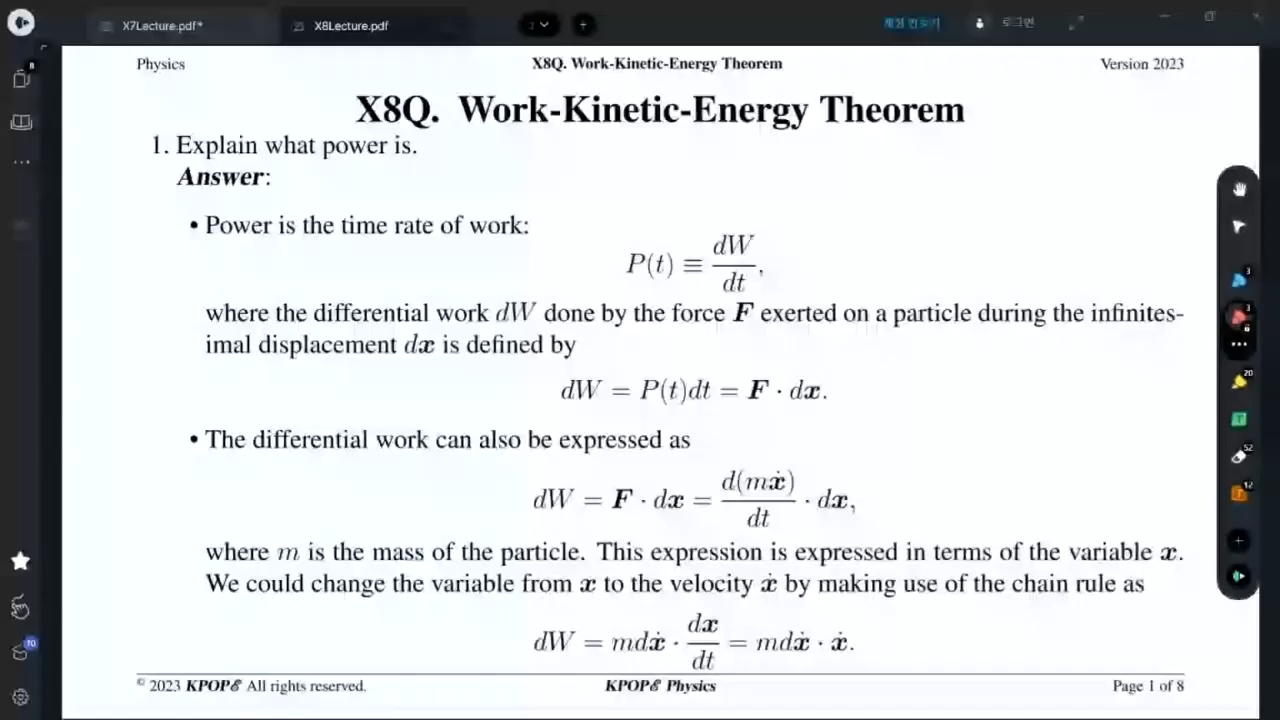 X7Lecture.pdf*
X8Lecture.pdf
로그인
Physics
X8Q. Work-Kinetic-Energy Theorem
Version 2023
X8Q. Work-Kinetic-Energy Theorem
1. Explain what power is.
Answer:
• Power is the time rate of work:
P(t) ≡ dW/dt,
where the differential work dW done by the force F exerted on a particle during the infinites-
imal displacement dx is defined by
dW = P(t)dt = F · dx.
• The differential work can also be expressed as
dW = F · dx = d(mẋ)/dt · dx,
where m is the mass of the particle. This expression is expressed in terms of the variable x.
We could change the variable from x to the velocity ẋ by making use of the chain rule as
dW = mdẋ · dx/dt = mdẋ · ẋ.
© 2023 KPOPE All rights reserved.
KPOPE Physics
Page 1 of 8